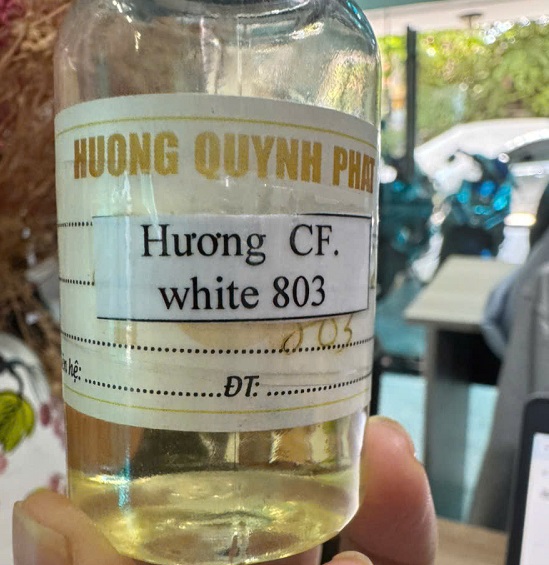 HUONG QUYNH PHAT
Hương CF.
white 803
803
hệ:
ĐT: